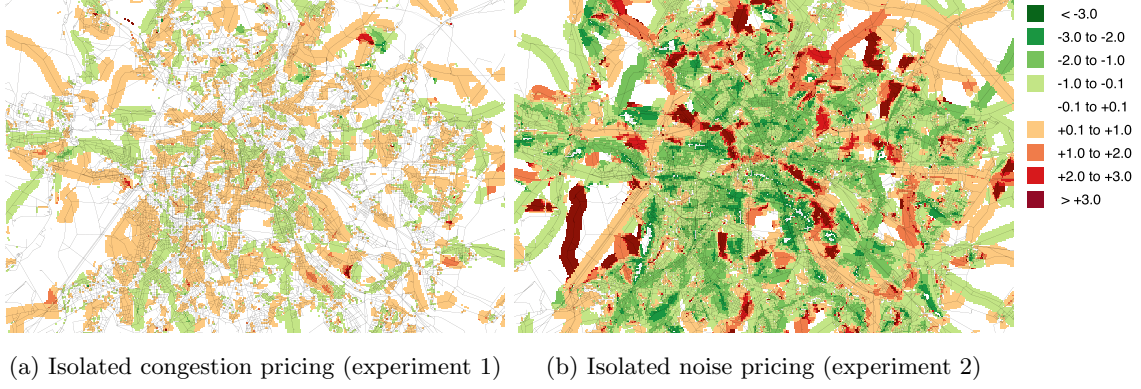 < -3.0
-3.0 to -2.0
-2.0 to -1.0
-1.0 to -0.1
-0.1 to +0.1
+0.1 to +1.0
+1.0 to +2.0
+2.0 to +3.0
> +3.0
(a) Isolated congestion pricing (experiment 1)
(b) Isolated noise pricing (experiment 2)